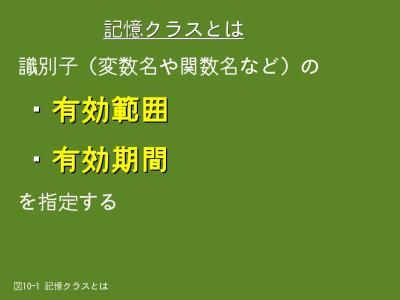 記憶クラスとは
識別子（変数名や関数名など）の
・有効範囲
・有効期間
を指定する
図10-1 記憶クラスとは